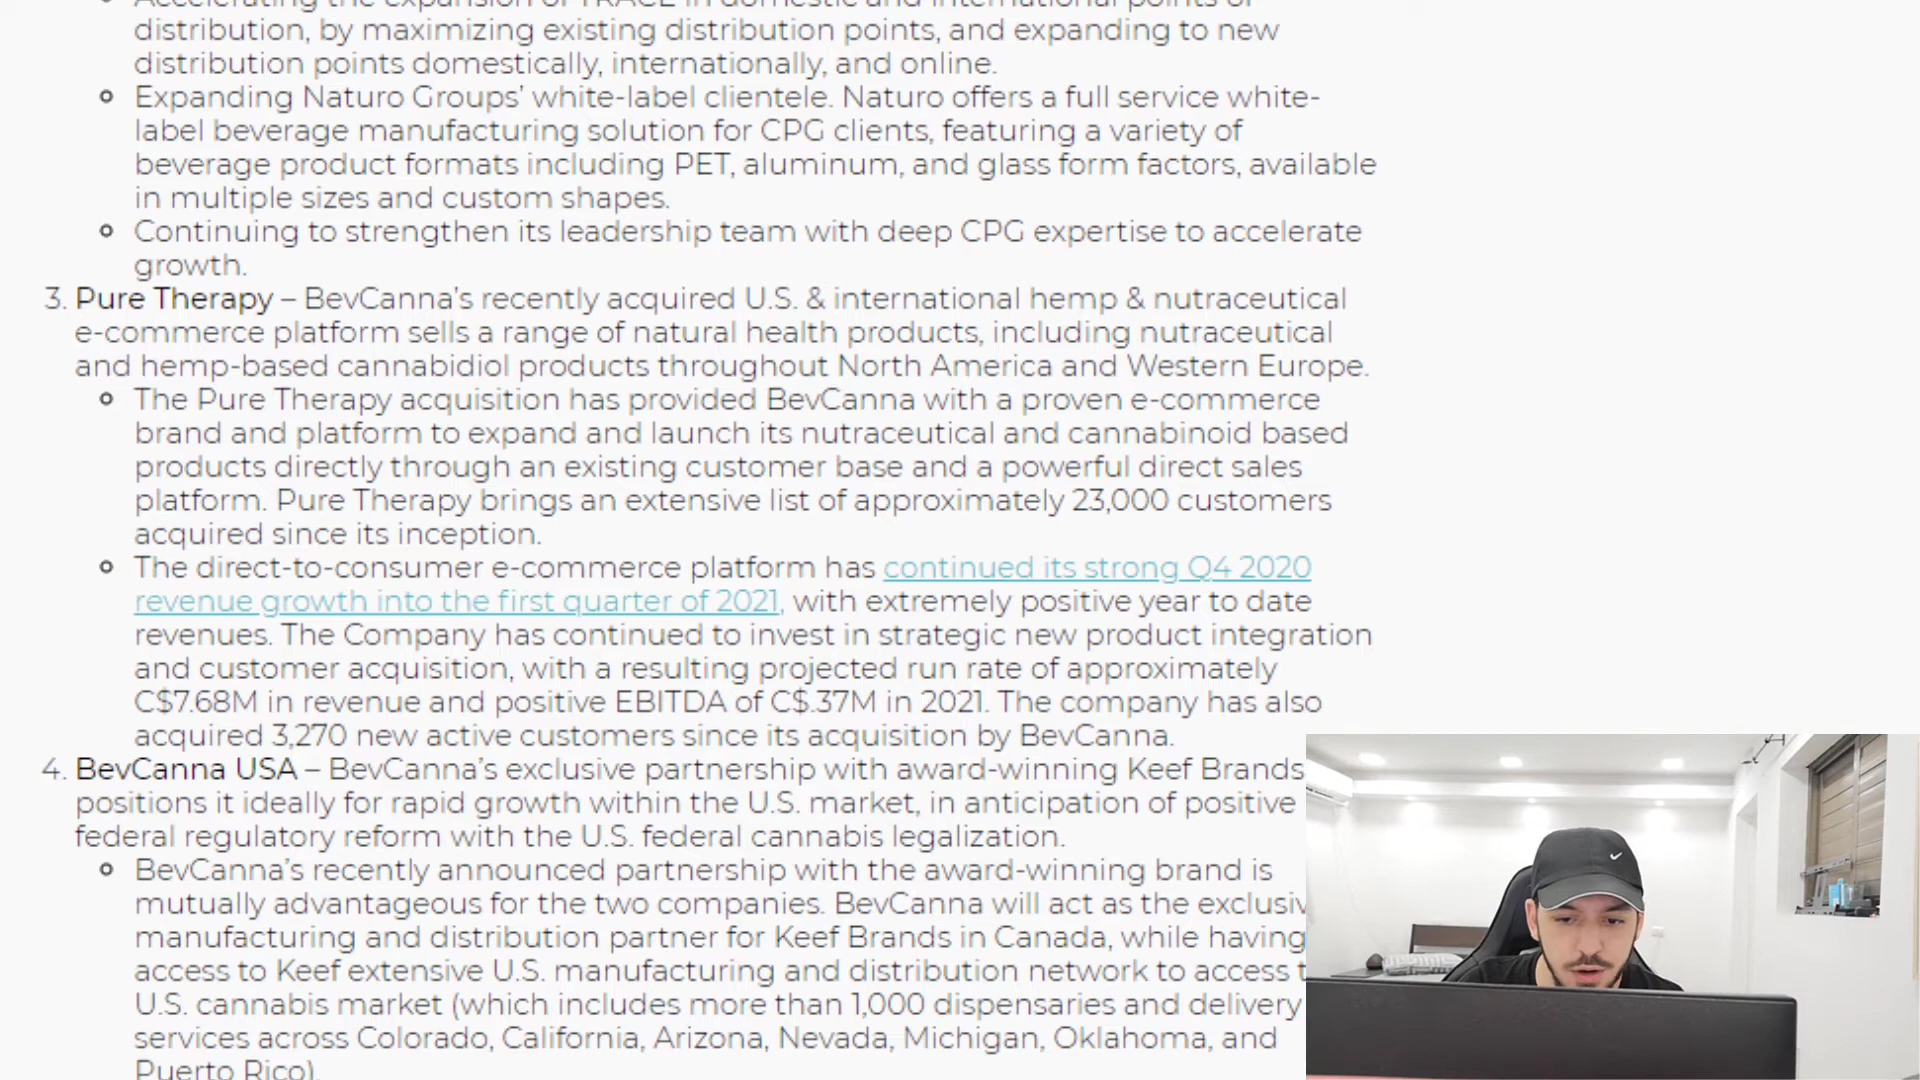 Accelerating the expansion of TRACE in domestic and international points of
distribution, by maximizing existing distribution points, and expanding to new
distribution points domestically, internationally, and online.
Expanding Naturo Groups’ white-label clientele. Naturo offers a full service white-
label beverage manufacturing solution for CPG clients, featuring a variety of
beverage product formats including PET, aluminum, and glass form factors, available
in multiple sizes and custom shapes.
Continuing to strengthen its leadership team with deep CPG expertise to accelerate
growth.
3. Pure Therapy – BevCanna’s recently acquired U.S. & international hemp & nutraceutical
e-commerce platform sells a range of natural health products, including nutraceutical
and hemp-based cannabidiol products throughout North America and Western Europe.
The Pure Therapy acquisition has provided BevCanna with a proven e-commerce
brand and platform to expand and launch its nutraceutical and cannabinoid based
products directly through an existing customer base and a powerful direct sales
platform. Pure Therapy brings an extensive list of approximately 23,000 customers
acquired since its inception.
The direct-to-consumer e-commerce platform has continued its strong Q4 2020
revenue growth into the first quarter of 2021, with extremely positive year to date
revenues. The Company has continued to invest in strategic new product integration
and customer acquisition, with a resulting projected run rate of approximately
C$7.68M in revenue and positive EBITDA of C$.37M in 2021. The company has also
acquired 3,270 new active customers since its acquisition by BevCanna.
4. BevCanna USA – BevCanna’s exclusive partnership with award-winning Keef Brands
positions it ideally for rapid growth within the U.S. market, in anticipation of positive
federal regulatory reform with the U.S. federal cannabis legalization.
BevCanna’s recently announced partnership with the award-winning brand is
mutually advantageous for the two companies. BevCanna will act as the exclusiv
manufacturing and distribution partner for Keef Brands in Canada, while having
access to Keef extensive U.S. manufacturing and distribution network to access t
U.S. cannabis market (which includes more than 1,000 dispensaries and delivery
services across Colorado, California, Arizona, Nevada, Michigan, Oklahoma, and
Puerto Rico).